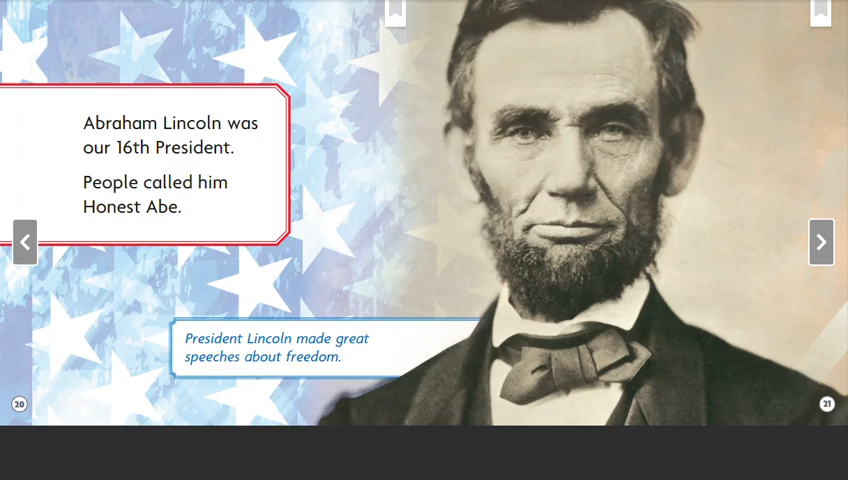 Abraham Lincoln was
our 16th President.
People called him
Honest Abe.
President Lincoln made great
speeches about freedom.
20
21